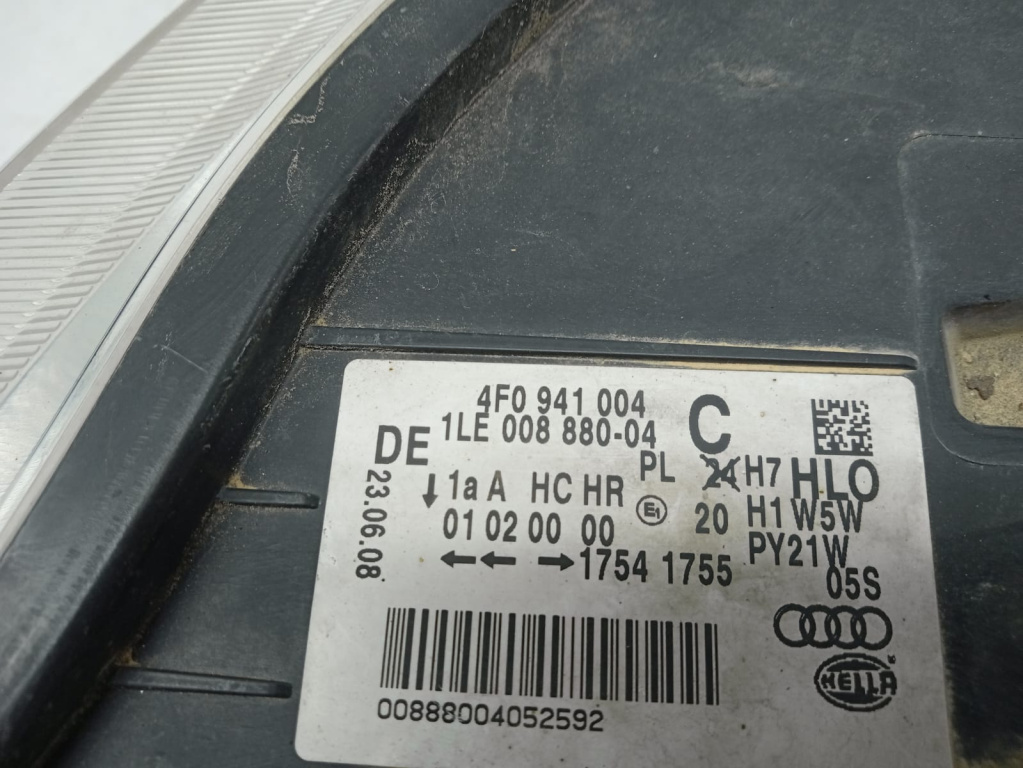 4F0 941 004 C
DE 1LE 008 880-04
PL 24 H7 HLO
1a A HC HR E1 20 H1 W5W
01 02 00 00 PY21W
1754 1755 05S
23.06.08
HELLA
00888004052592